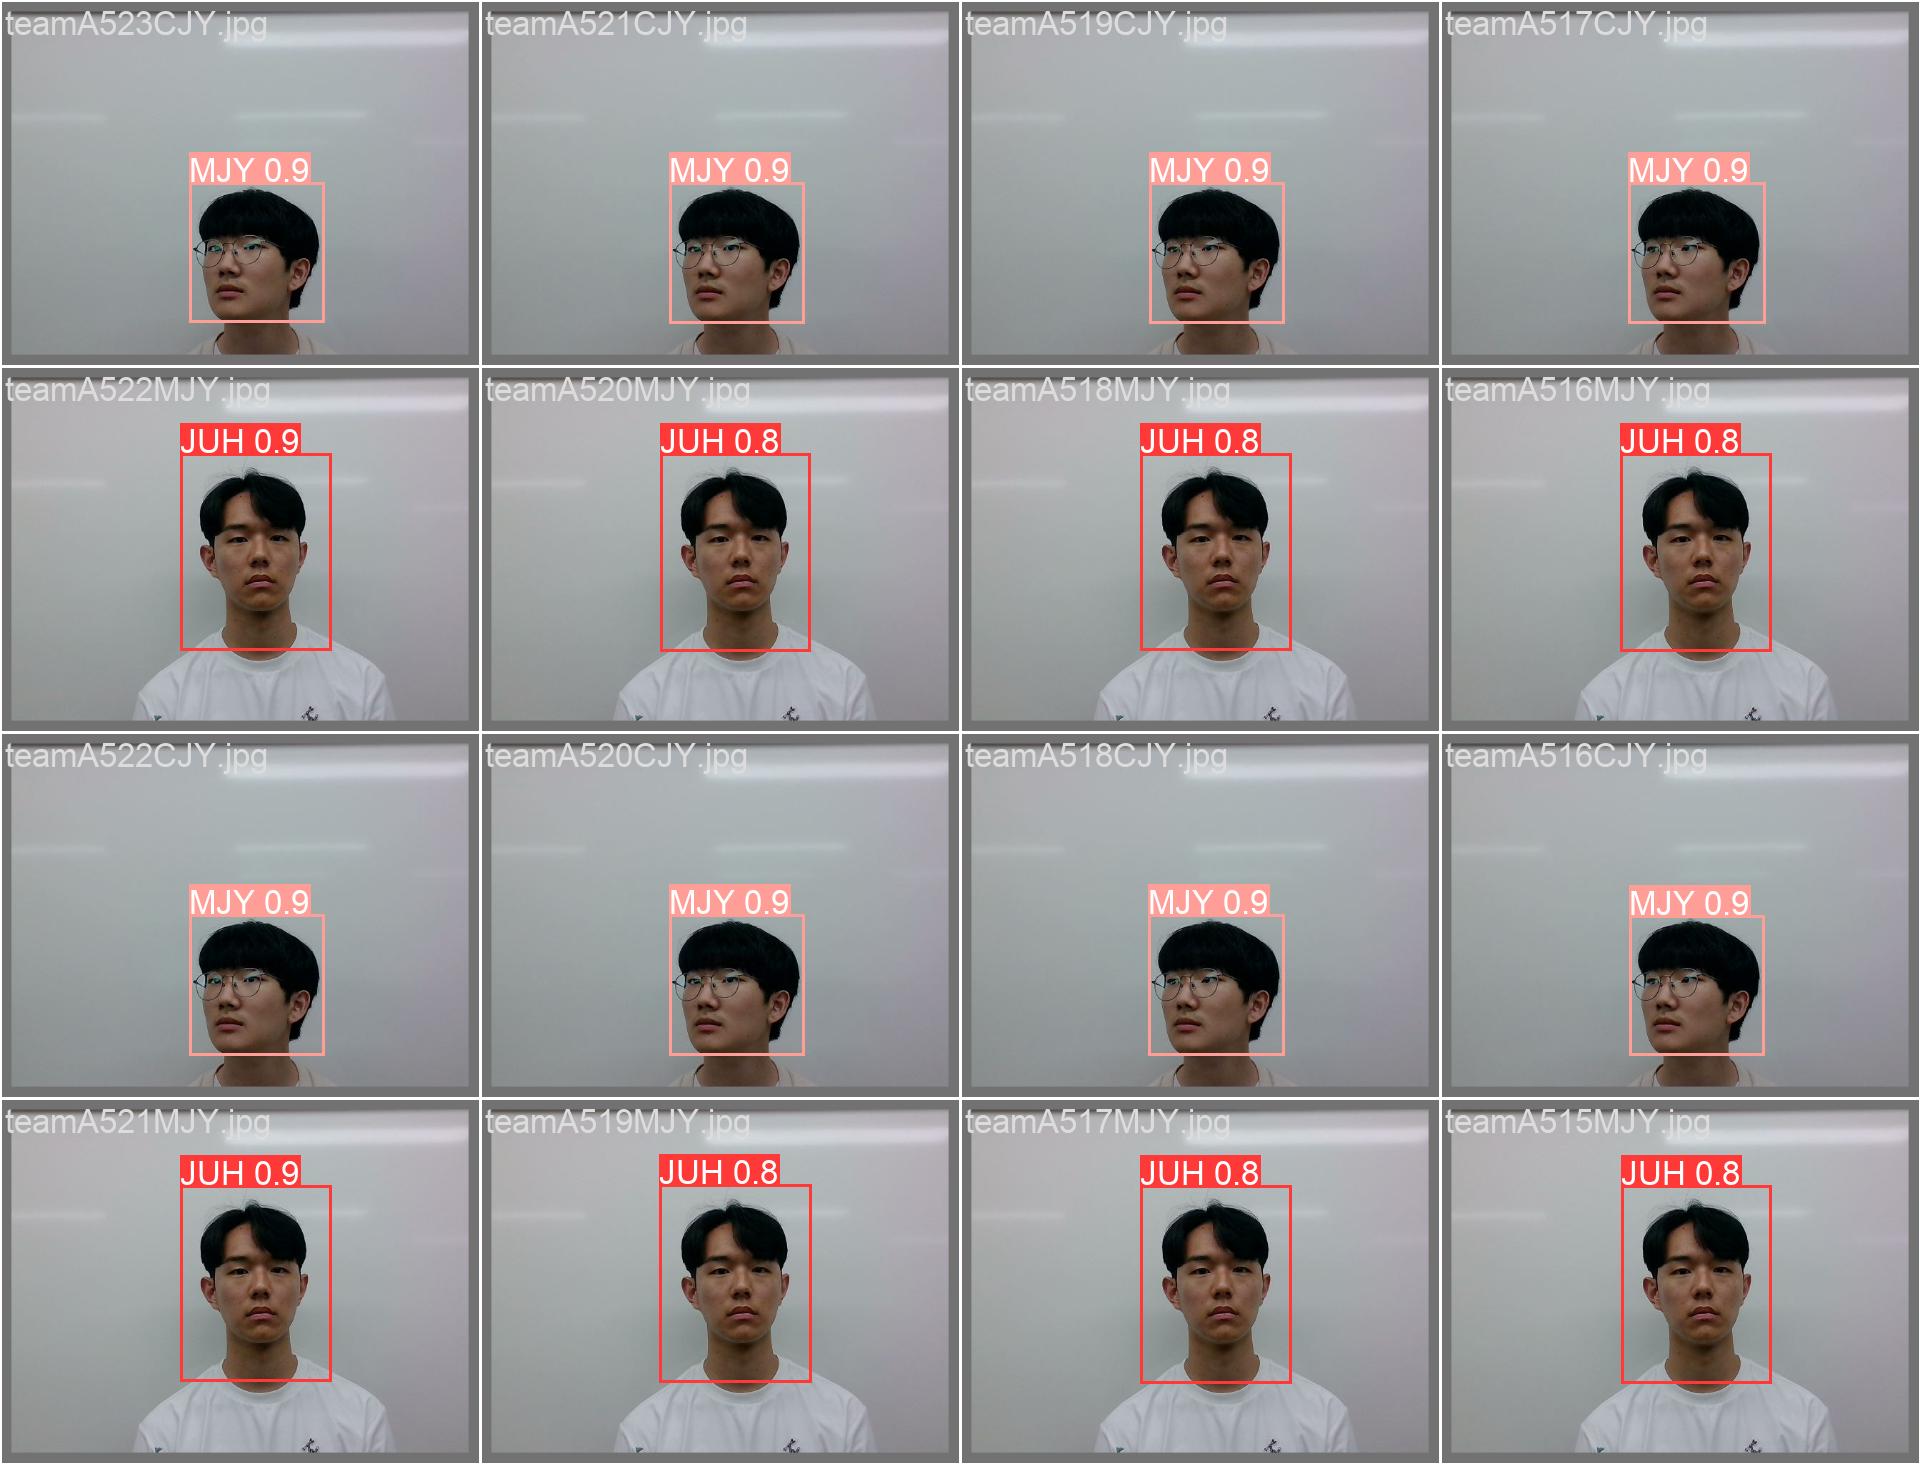 teamA523CJY.jpg
teamA521CJY.jpg
teamA519CJY.jpg
teamA517CJY.jpg
MJY 0.9
MJY 0.9
MJY 0.9
MJY 0.9
teamA522MJY.jpg
teamA520MJY.jpg
teamA518MJY.jpg
teamA516MJY.jpg
JUH 0.9
JUH 0.8
JUH 0.8
JUH 0.8
teamA522CJY.jpg
teamA520CJY.jpg
teamA518CJY.jpg
teamA516CJY.jpg
MJY 0.9
MJY 0.9
MJY 0.9
MJY 0.9
teamA521MJY.jpg
teamA519MJY.jpg
teamA517MJY.jpg
teamA515MJY.jpg
JUH 0.9
JUH 0.8
JUH 0.8
JUH 0.8